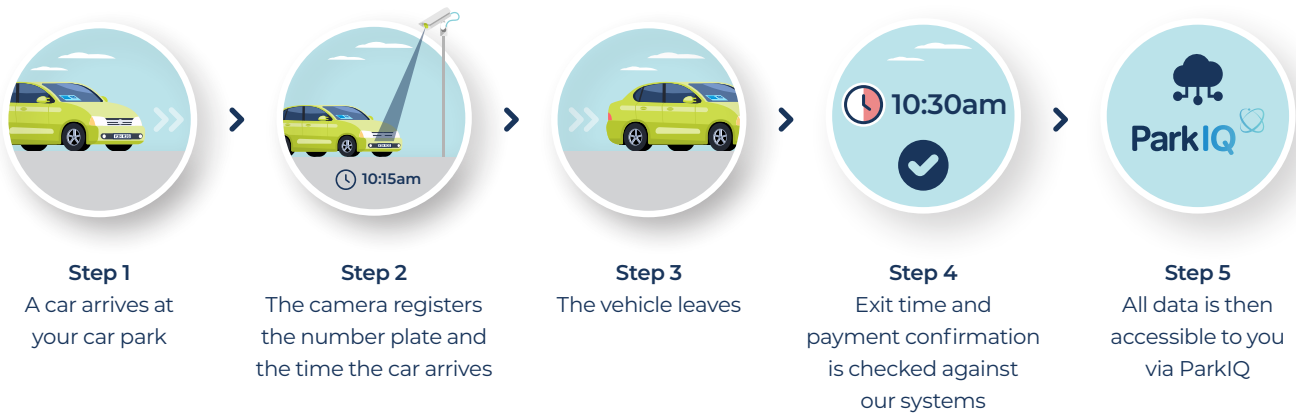 10:15am
10:30am
ParkIQ
Step 1
A car arrives at
your car park
Step 2
The camera registers
the number plate and
the time the car arrives
Step 3
The vehicle leaves
Step 4
Exit time and
payment confirmation
is checked against
our systems
Step 5
All data is then
accessible to you
via ParkIQ